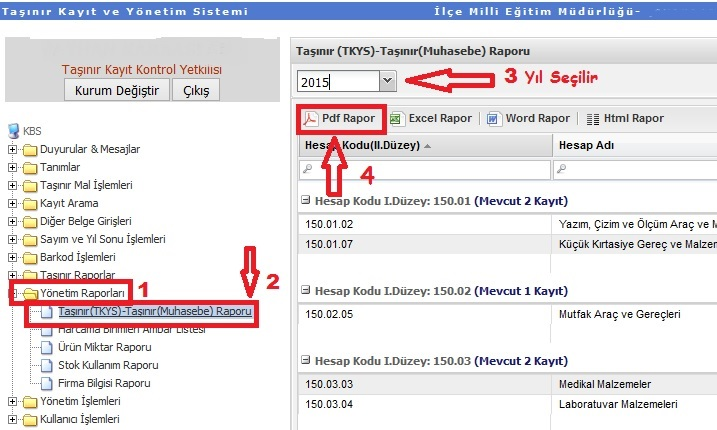 Taşınır Kayıt ve Yönetim Sistemi
İlçe Milli Eğitim Müdürlüğü-
Taşınır Kayıt Kontrol Yetkilisi
Kurum Değiştir
Çıkış
KBS
Duyurular & Mesajlar
Tanımlar
Taşınır Mal İşlemleri
Kayıt Arama
Diğer Belge Girişleri
Sayım ve Yıl Sonu İşlemleri
Barkod İşlemleri
Taşınır Raporlar
Yönetim Raporları
1
2
Taşınır(TKYS)-Taşınır(Muhasebe) Raporu
Harcama Birimleri Ambar Listesi
Ürün Miktar Raporu
Stok Kullanım Raporu
Firma Bilgisi Raporu
Yönetim İşlemleri
Kullanıcı İşlemleri
Taşınır (TKYS)-Taşınır(Muhasebe) Raporu
2015
3 Yıl Seçilir
Pdf Rapor
Excel Rapor
Word Rapor
Html Rapor
Hesap Kodu(II.Düzey)
Hesap Adı
4
Hesap Kodu I.Düzey: 150.01 (Mevcut 2 Kayıt)
150.01.02 Yazım, Çizim ve Ölçüm Araç ve M
150.01.07 Küçük Kırtasiye Gereç ve Malzem
Hesap Kodu I.Düzey: 150.02 (Mevcut 1 Kayıt)
150.02.05 Mutfak Araç ve Gereçleri
Hesap Kodu I.Düzey: 150.03 (Mevcut 2 Kayıt)
150.03.03 Medikal Malzemeler
150.03.04 Laboratuvar Malzemeleri